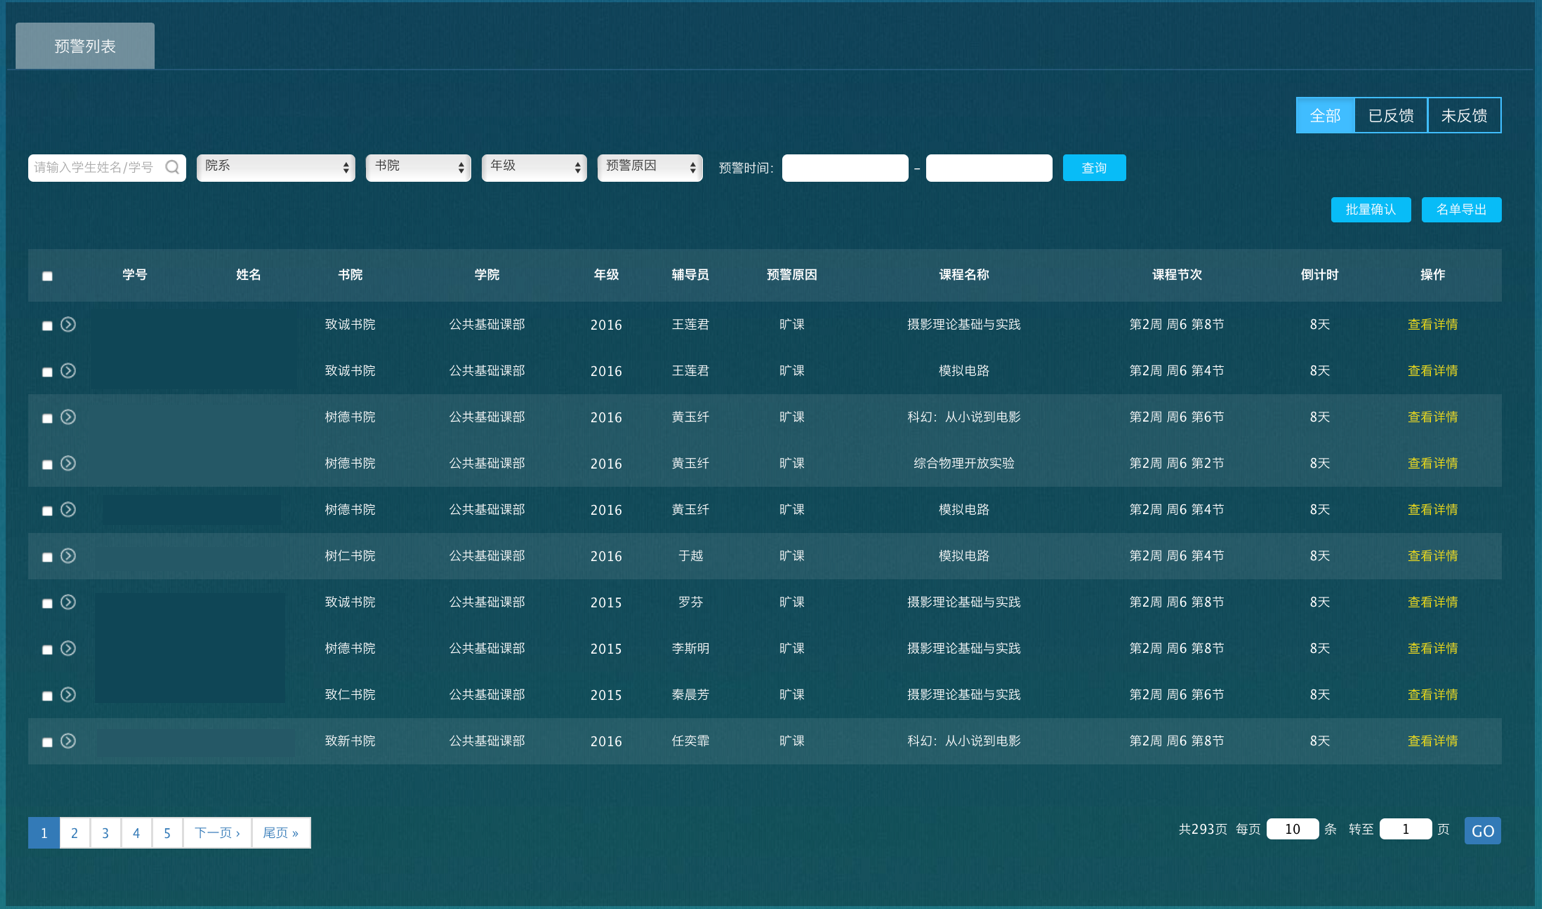 预警列表
全部 已反馈 未反馈
请输入学生姓名/学号 院系 书院 年级 预警原因 预警时间: – 查询
批量确认 名单导出
学号 姓名 书院 学院 年级 辅导员 预警原因 课程名称 课程节次 倒计时 操作
致诚书院 公共基础课部 2016 王莲君 旷课 摄影理论基础与实践 第2周 周6 第8节 8天 查看详情
致诚书院 公共基础课部 2016 王莲君 旷课 模拟电路 第2周 周6 第4节 8天 查看详情
树德书院 公共基础课部 2016 黄玉纤 旷课 科幻：从小说到电影 第2周 周6 第6节 8天 查看详情
树德书院 公共基础课部 2016 黄玉纤 旷课 综合物理开放实验 第2周 周6 第2节 8天 查看详情
树德书院 公共基础课部 2016 黄玉纤 旷课 模拟电路 第2周 周6 第4节 8天 查看详情
树仁书院 公共基础课部 2016 于越 旷课 模拟电路 第2周 周6 第4节 8天 查看详情
致诚书院 公共基础课部 2015 罗芬 旷课 摄影理论基础与实践 第2周 周6 第8节 8天 查看详情
树德书院 公共基础课部 2015 李斯明 旷课 摄影理论基础与实践 第2周 周6 第8节 8天 查看详情
致仁书院 公共基础课部 2015 秦晨芳 旷课 摄影理论基础与实践 第2周 周6 第6节 8天 查看详情
致新书院 公共基础课部 2016 任奕霏 旷课 科幻：从小说到电影 第2周 周6 第8节 8天 查看详情
1 2 3 4 5 下一页 › 尾页 » 共293页 每页 10 条 转至 1 页 GO